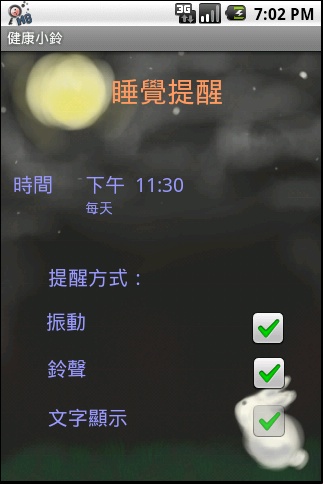 3G 7:02 PM
健康小鈴
睡覺提醒
時間 下午 11:30
每天
提醒方式：
振動
鈴聲
文字顯示